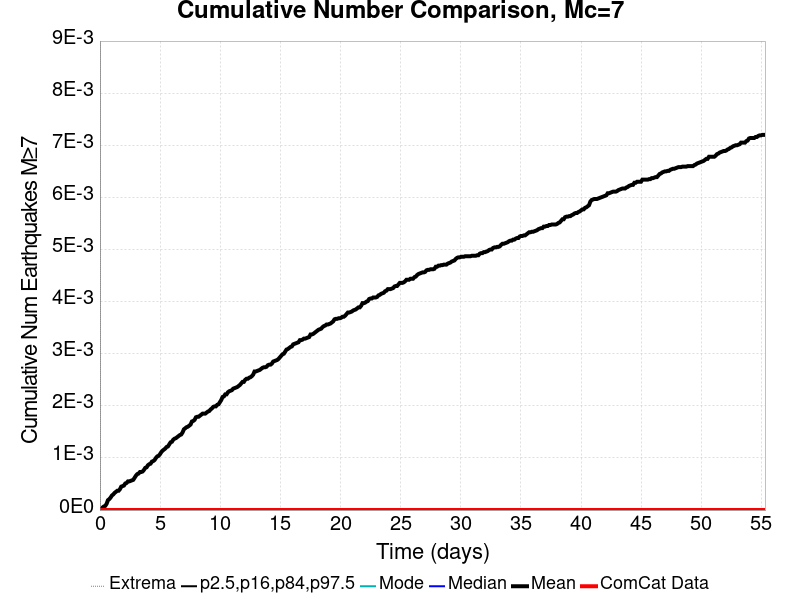 Cumulative Number Comparison, Mc=7
Cumulative Num Earthquakes M≥7
9E-3
8E-3
7E-3
6E-3
5E-3
4E-3
3E-3
2E-3
1E-3
0E0
0 5 10 15 20 25 30 35 40 45 50 55
Time (days)
Extrema p2.5,p16,p84,p97.5 Mode Median Mean ComCat Data